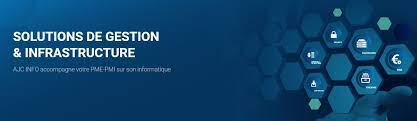 SOLUTIONS DE GESTION
& INFRASTRUCTURE
AJC INFO accompagne votre PME-PMI sur son informatique